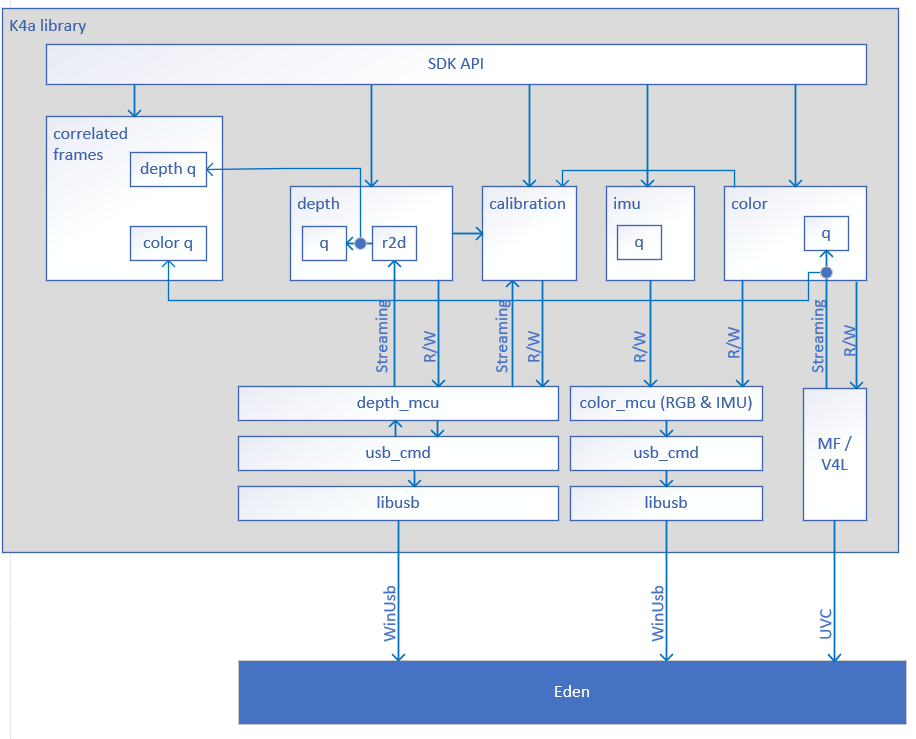 K4a library
SDK API
correlated
frames
depth q
color q
depth
q
r2d
calibration
imu
q
color
q
Streaming
R/W
Streaming
R/W
R/W
R/W
Streaming
R/W
depth_mcu
color_mcu (RGB & IMU)
usb_cmd
usb_cmd
MF /
V4L
libusb
libusb
WinUsb
WinUsb
UVC
Eden